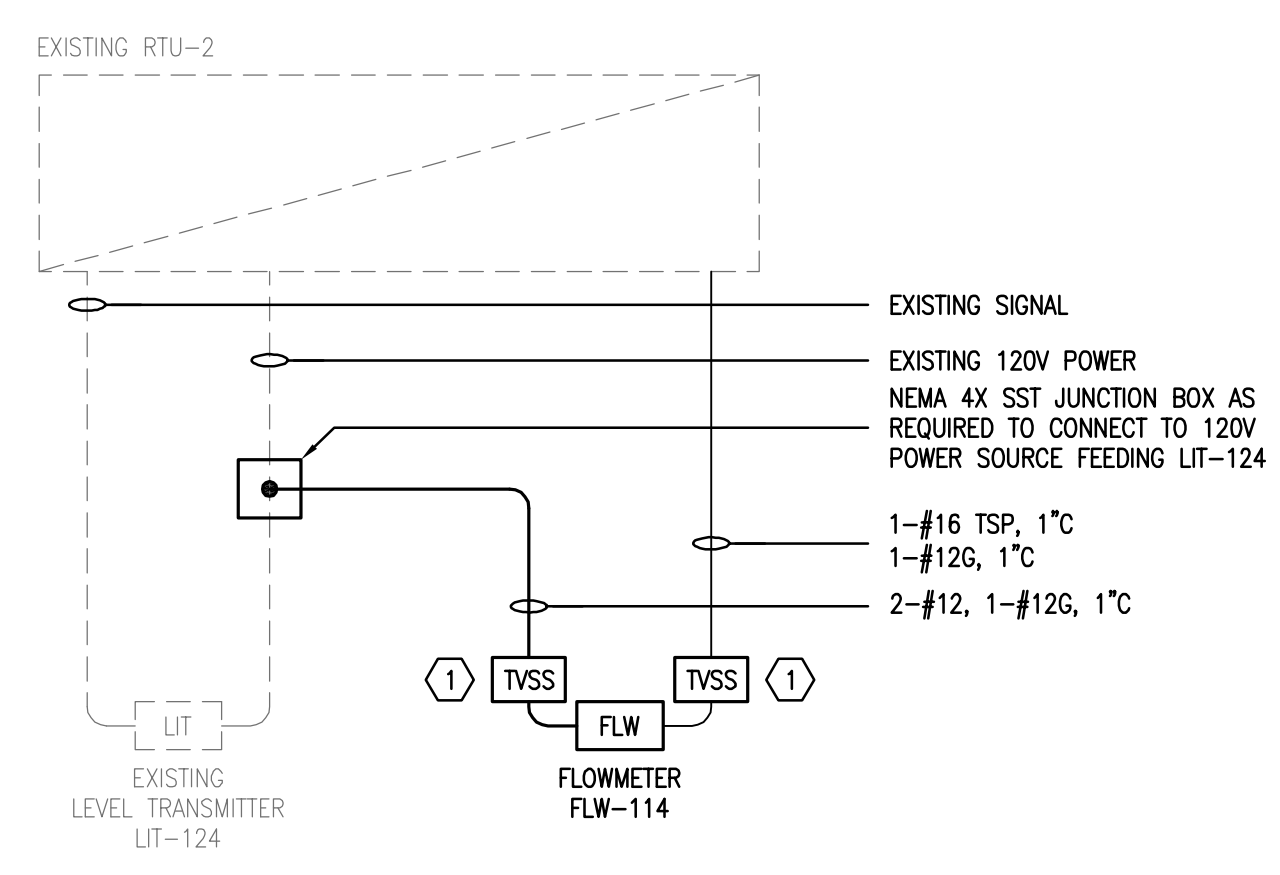 EXISTING RTU-2
EXISTING SIGNAL
EXISTING 120V POWER
NEMA 4X SST JUNCTION BOX AS
REQUIRED TO CONNECT TO 120V
POWER SOURCE FEEDING LIT-124
1-#16 TSP, 1"C
1-#12G, 1"C
2-#12, 1-#12G, 1"C
1
TVSS
TVSS
1
LIT
FLW
EXISTING
LEVEL TRANSMITTER
LIT-124
FLOWMETER
FLW-114